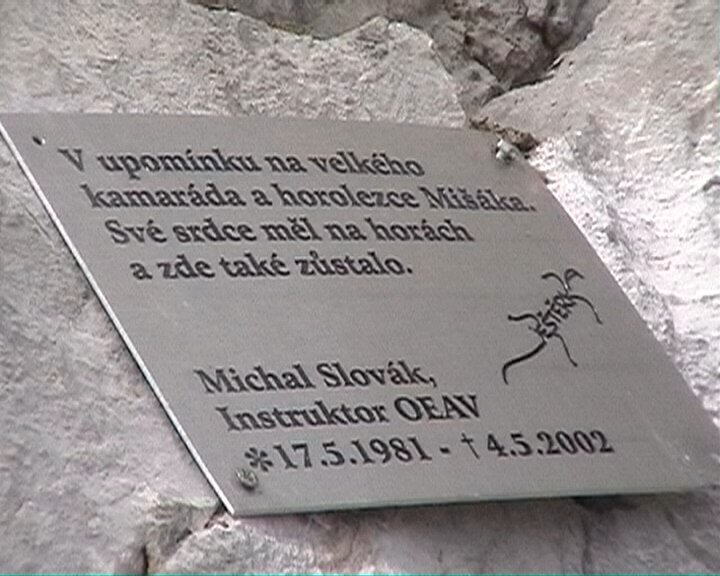 V upomínku na velkého
kamaráda a horolezce Mišáka.
Své srdce měl na horách
a zde také zůstalo.
JEŠTĚRKA
Michal Slovák,
Instruktor OEAV
*17.5.1981 - †4.5.2002